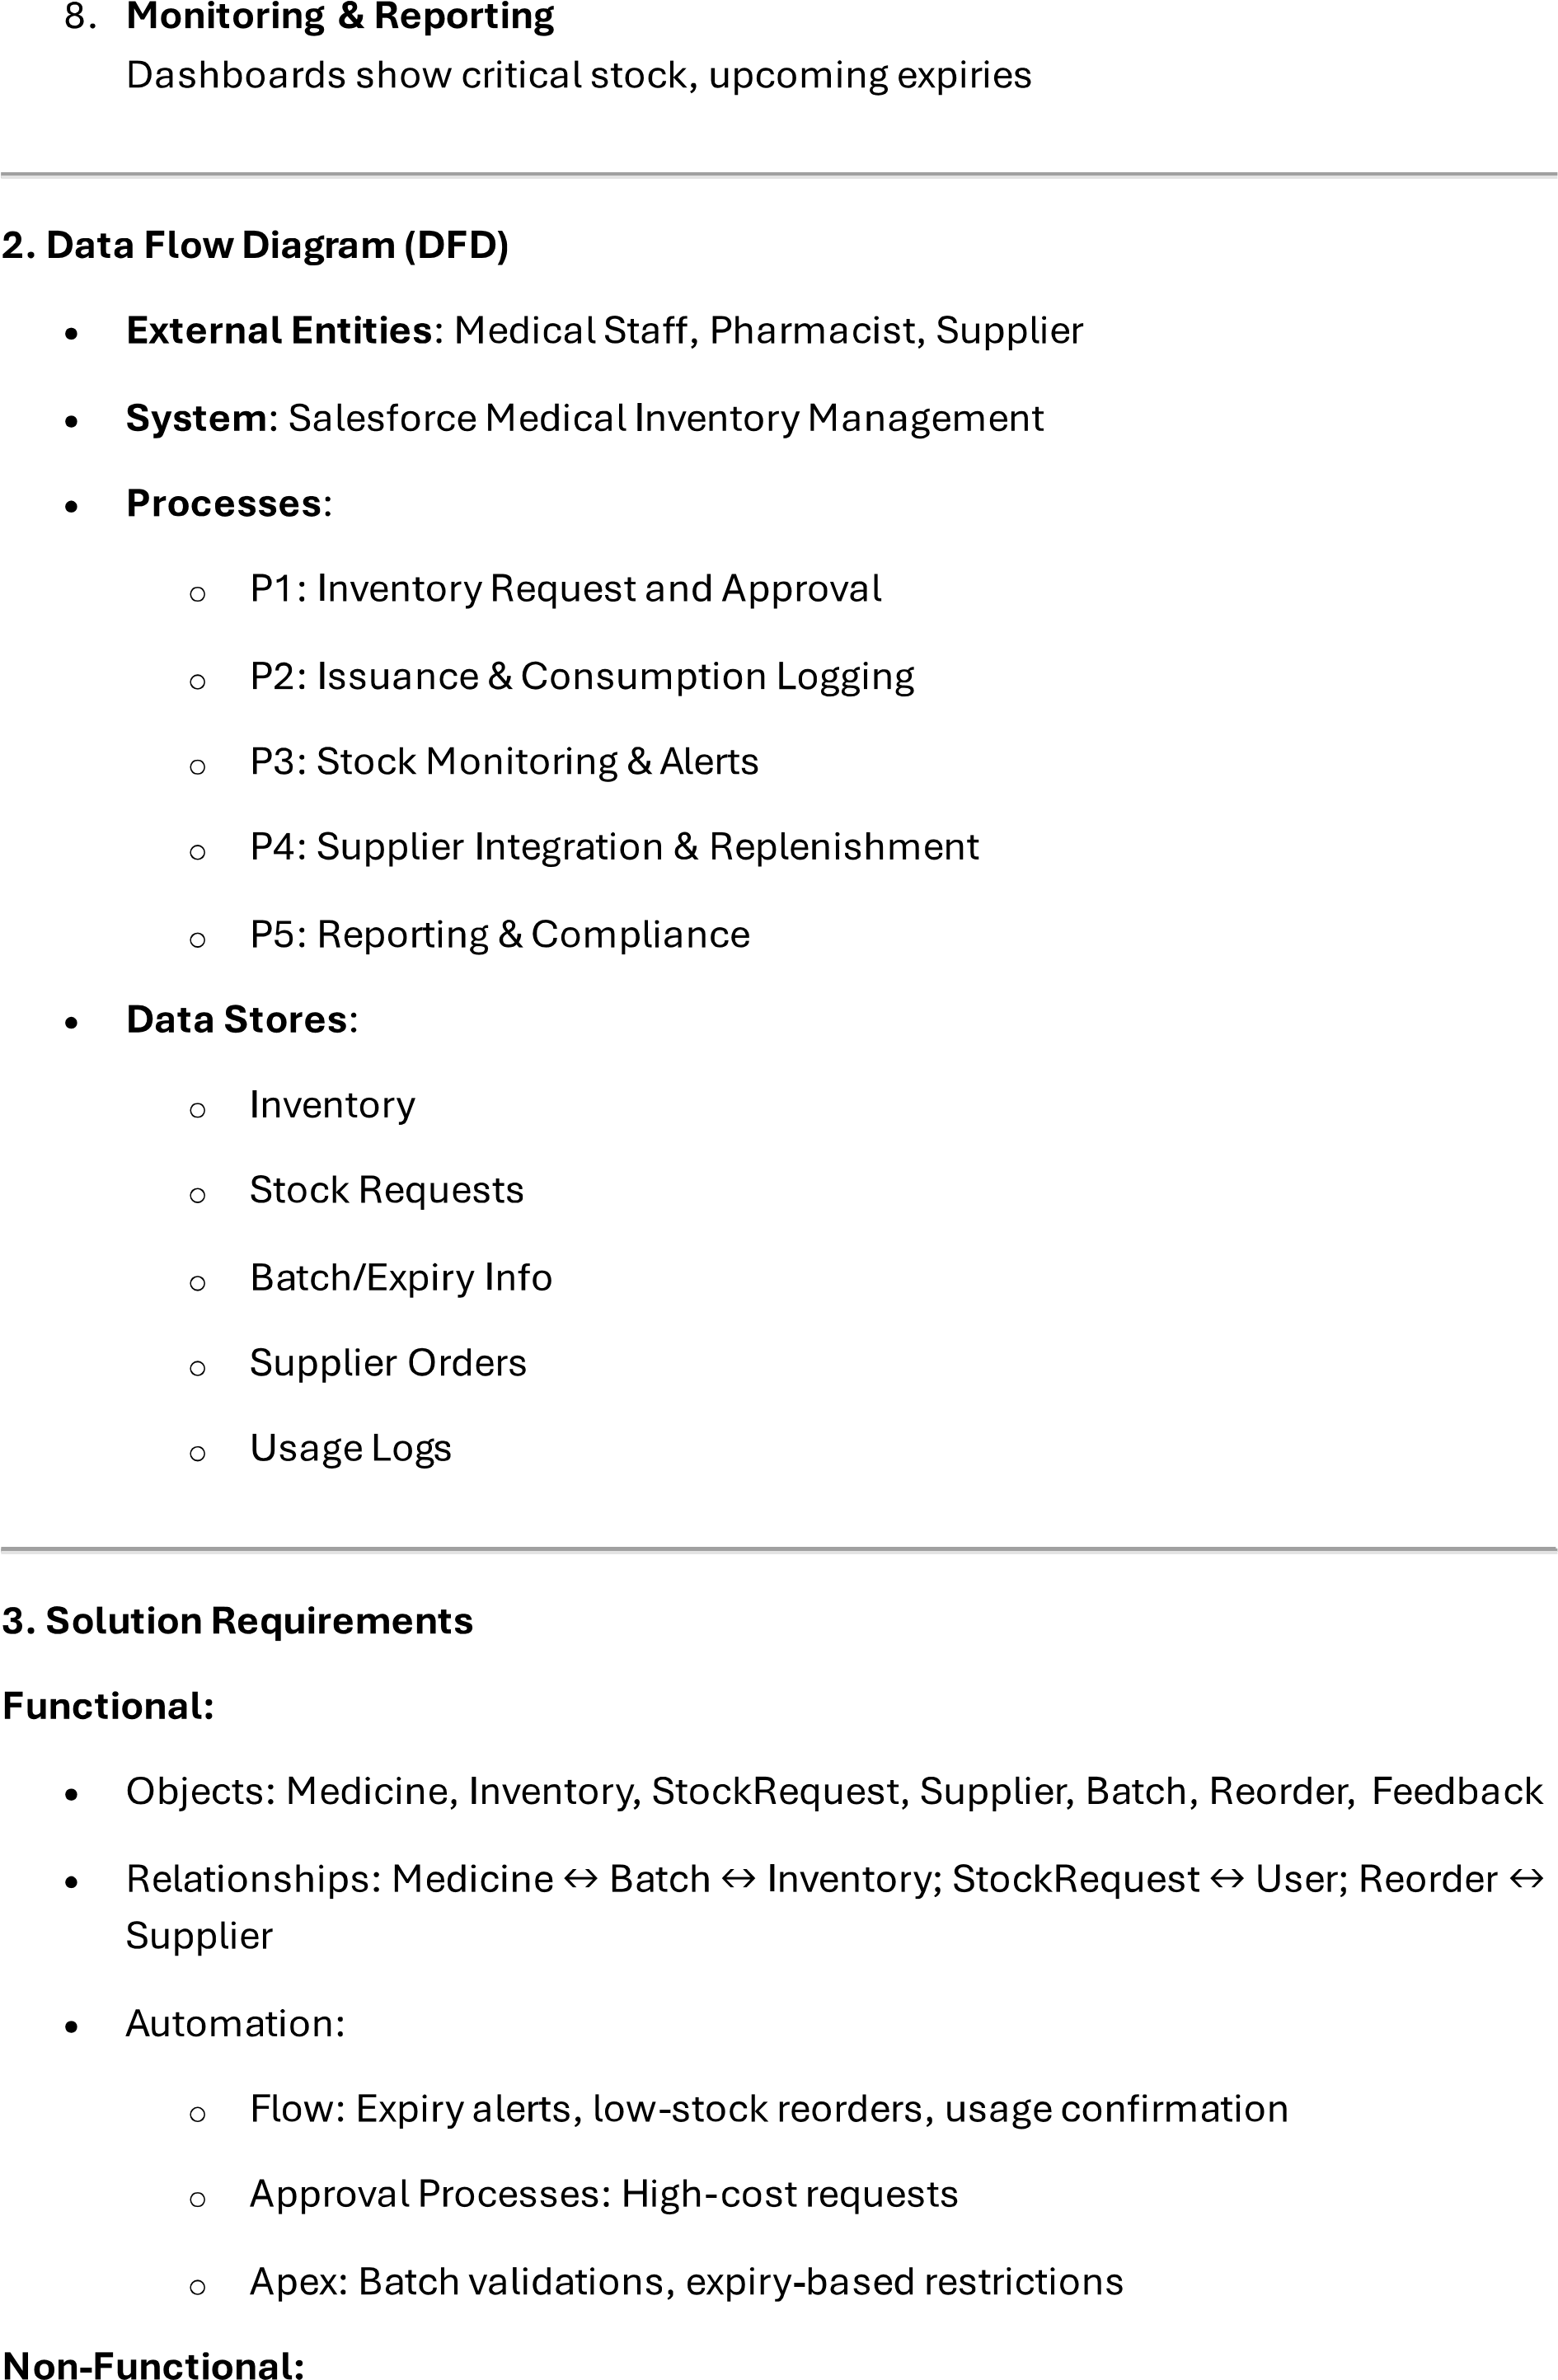 8. Monitoring & Reporting
Dashboards show critical stock, upcoming expiries
2. Data Flow Diagram (DFD)
• External Entities: Medical Staff, Pharmacist, Supplier
• System: Salesforce Medical Inventory Management
• Processes:
o P1: Inventory Request and Approval
o P2: Issuance & Consumption Logging
o P3: Stock Monitoring & Alerts
o P4: Supplier Integration & Replenishment
o P5: Reporting & Compliance
• Data Stores:
o Inventory
o Stock Requests
o Batch/Expiry Info
o Supplier Orders
o Usage Logs
3. Solution Requirements
Functional:
• Objects: Medicine, Inventory, StockRequest, Supplier, Batch, Reorder, Feedback
• Relationships: Medicine ↔ Batch ↔ Inventory; StockRequest ↔ User; Reorder ↔
Supplier
• Automation:
o Flow: Expiry alerts, low-stock reorders, usage confirmation
o Approval Processes: High-cost requests
o Apex: Batch validations, expiry-based restrictions
Non-Functional: